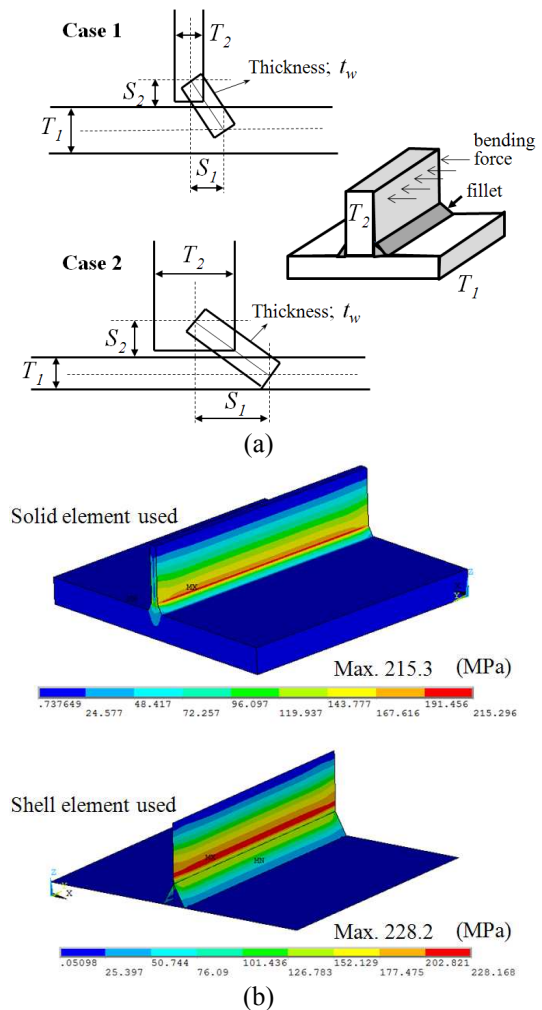 Case 1
T2
Thickness; tw
S2
T1
S1
bending
force
fillet
T2
T1
Case 2
T2
Thickness; tw
S2
T1
S1
(a)
Solid element used
MX
Z
Y
Max. 215.3 (MPa)
.737649 48.417 96.097 143.777 191.456
24.577 72.257 119.937 167.616 215.296
Shell element used
MX
MN
Z
X
Max. 228.2 (MPa)
.05098 50.744 101.436 152.129 202.821
25.397 76.09 126.783 177.475 228.168
(b)